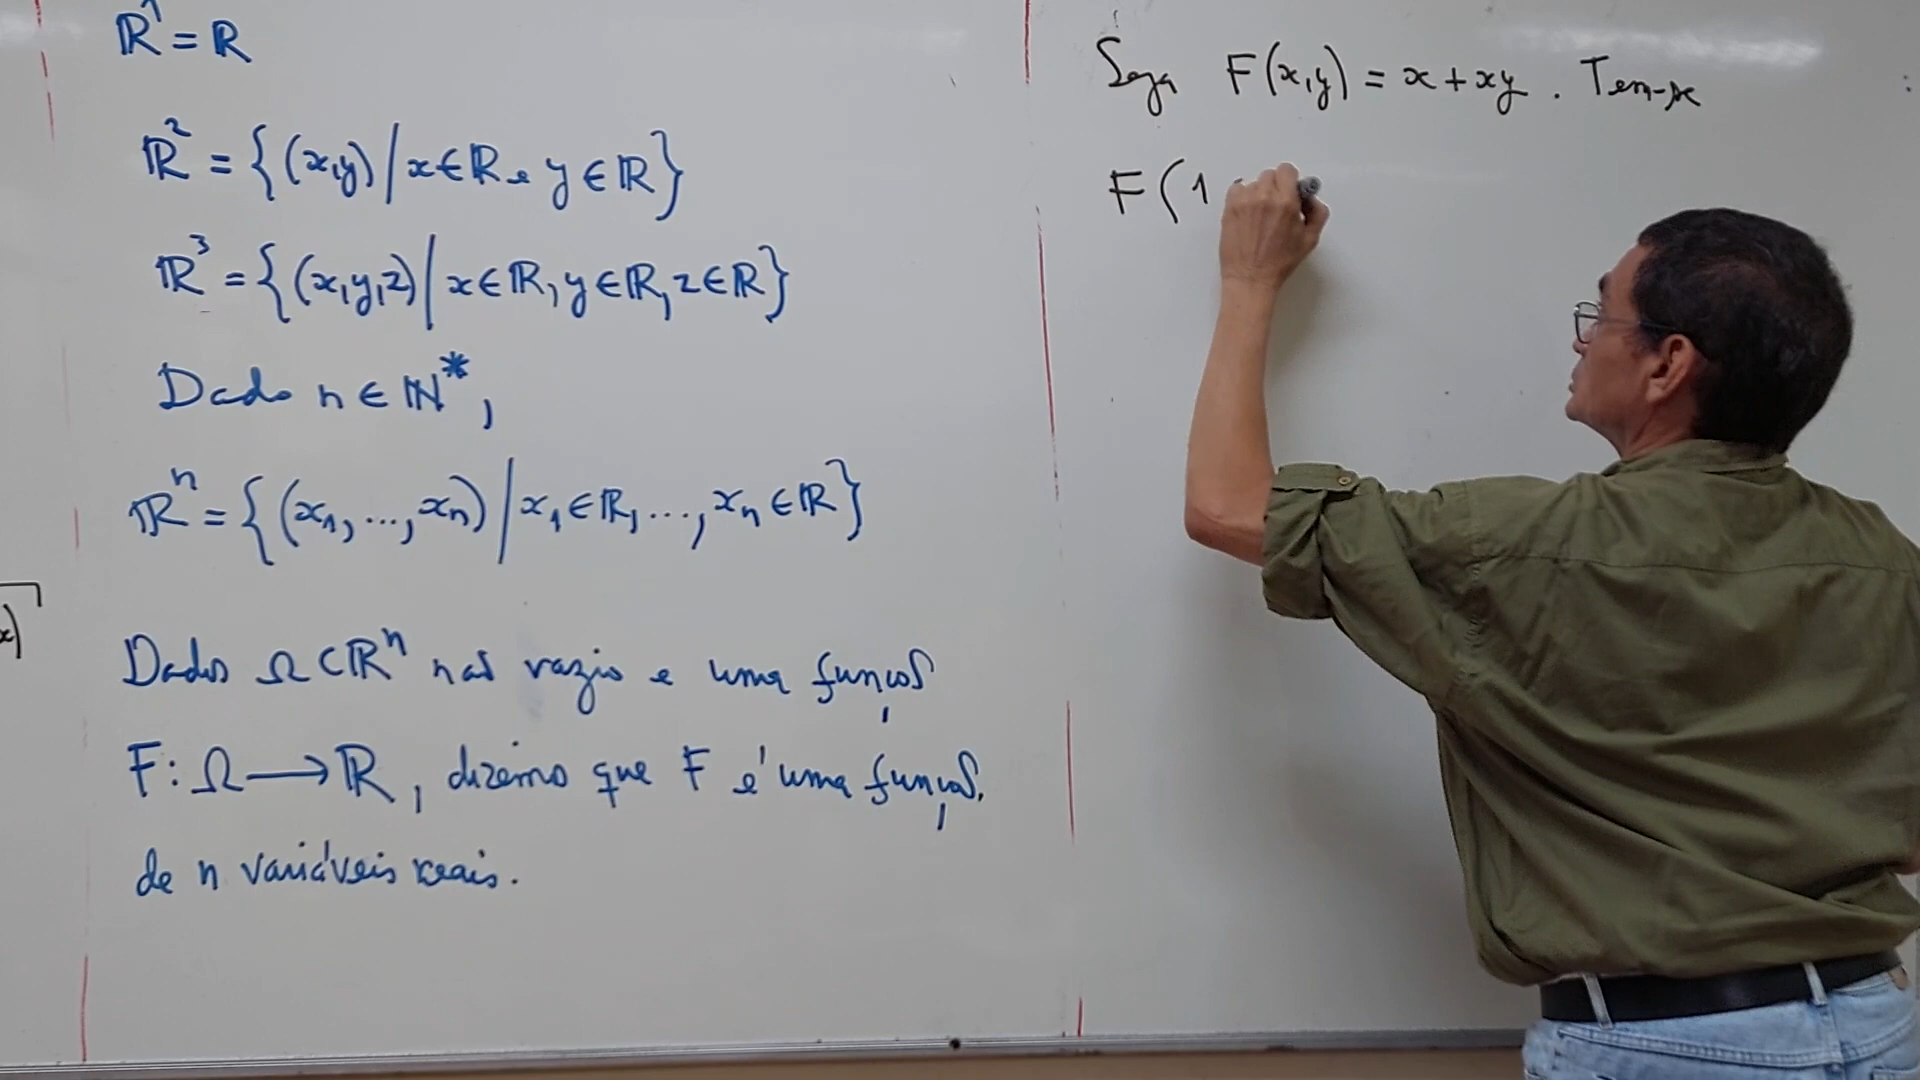 ℝ¹ = ℝ
ℝ² = {(x,y) / x ∈ ℝ e y ∈ ℝ}
ℝ³ = {(x,y,z) / x ∈ ℝ, y ∈ ℝ, z ∈ ℝ}
Dado n ∈ ℕ*,
ℝⁿ = {(x₁, ..., xₙ) / x₁ ∈ ℝ, ..., xₙ ∈ ℝ}
Dados Ω ⊂ ℝⁿ não vazio e uma função
F: Ω ⟶ ℝ, dizemos que F é uma função
de n variáveis reais.
x)
Seja F(x,y) = x + xy. Tem-se
F(1